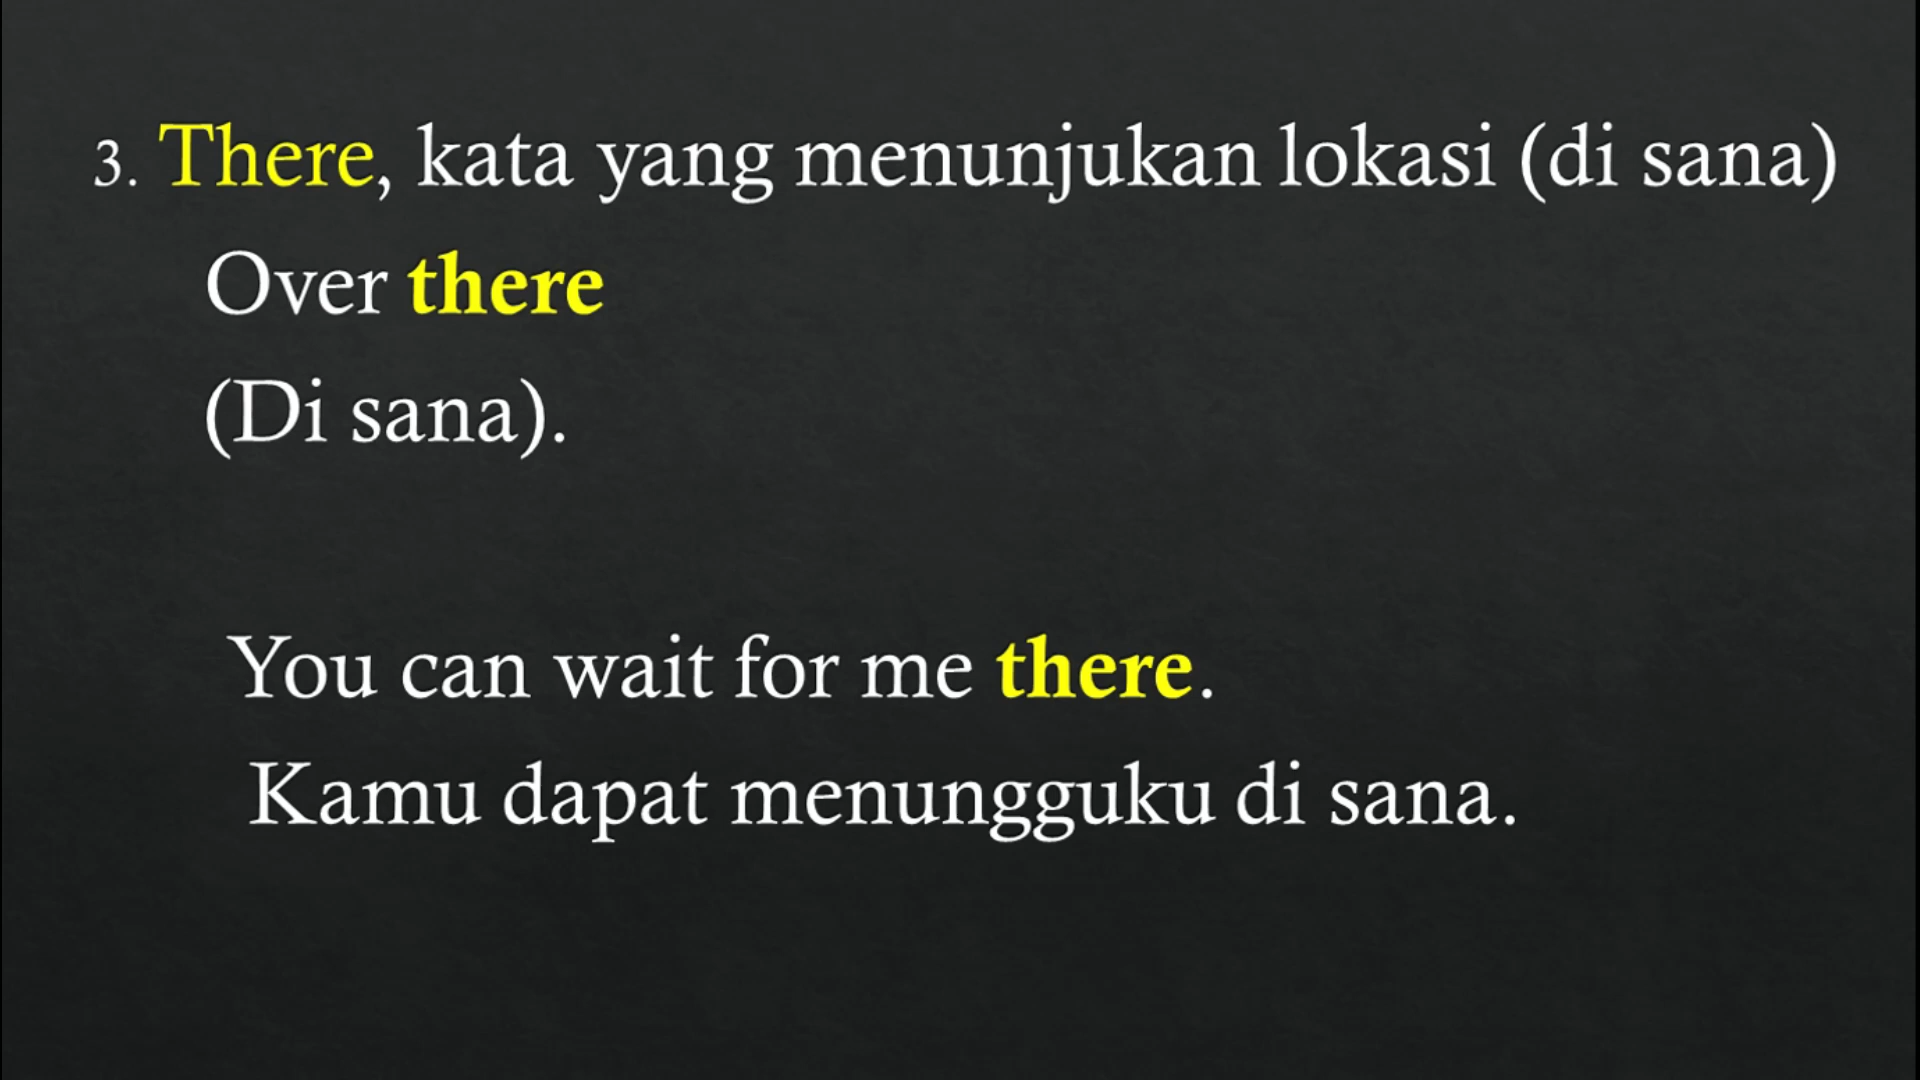 3. There, kata yang menunjukan lokasi (di sana)
Over there
(Di sana).
You can wait for me there.
Kamu dapat menungguku di sana.